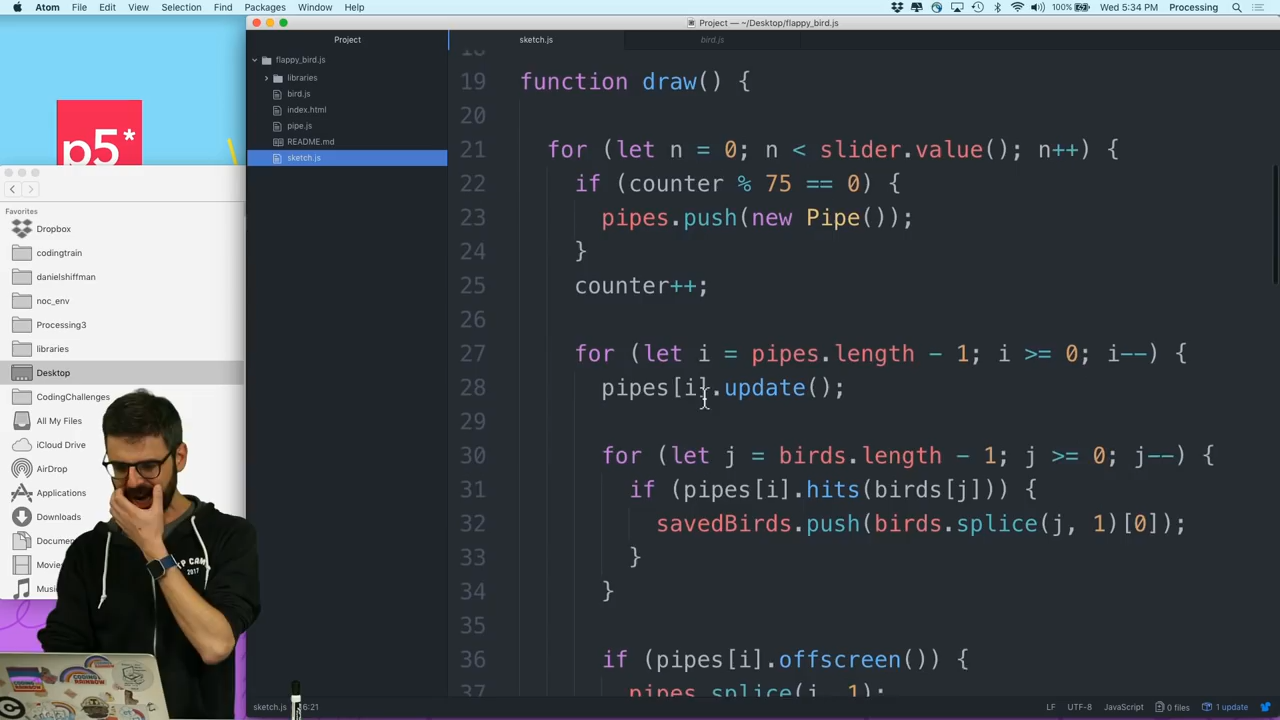 Atom File Edit View Selection Find Packages Window Help
100% Wed 5:34 PM Processing
Project — ~/Desktop/flappy_bird.js
Project
sketch.js
bird.js
flappy_bird.js
libraries
bird.js
index.html
pipe.js
README.md
sketch.js
p5*
Favorites
Dropbox
codingtrain
danielshiffman
noc_env
Processing3
libraries
Desktop
CodingChallenges
All My Files
iCloud Drive
AirDrop
Applications
Downloads
19 function draw() {
20
21 for (let n = 0; n < slider.value(); n++) {
22 if (counter % 75 == 0) {
23 pipes.push(new Pipe());
24 }
25 counter++;
26
27 for (let i = pipes.length - 1; i >= 0; i--) {
28 pipes[i].update();
29
30 for (let j = birds.length - 1; j >= 0; j--) {
31 if (pipes[i].hits(birds[j])) {
32 savedBirds.push(birds.splice(j, 1)[0]);
33 }
34 }
35
36 if (pipes[i].offscreen()) {
37 pipes.splice(i, 1);
2017
CODING RAINBOW
sketch.js
LF UTF-8 JavaScript 0 files 1 update